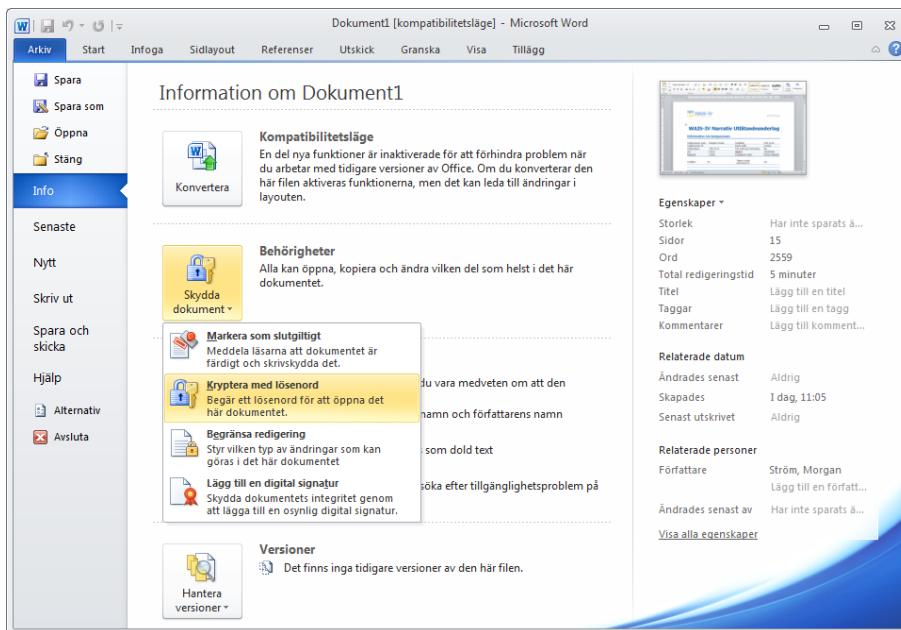 Dokument1 [kompatibilitetsläge] - Microsoft Word
Arkiv Start Infoga Sidlayout Referenser Utskick Granska Visa Tillägg
Spara
Spara som
Öppna
Stäng
Info
Senaste
Nytt
Skriv ut
Spara och
skicka
Hjälp
Alternativ
Avsluta
Information om Dokument1
Konvertera
Kompatibilitetsläge
En del nya funktioner är inaktiverade för att förhindra problem när
du arbetar med tidigare versioner av Office. Om du konverterar den
här filen aktiveras funktionerna, men det kan leda till ändringar i
layouten.
Skydda
dokument
Behörigheter
Alla kan öppna, kopiera och ändra vilken del som helst i det här
dokumentet.
Markera som slutgiltigt
Meddela läsarna att dokumentet är
färdigt och skrivskydda det.
Kryptera med lösenord
Begär ett lösenord för att öppna det
här dokumentet.
Begränsa redigering
Styr vilken typ av ändringar som kan
göras i det här dokumentet
Lägg till en digital signatur
Skydda dokumentets integritet genom
att lägga till en osynlig digital signatur.
du vara medveten om att den
namn och författarens namn
som dold text
söka efter tillgänglighetsproblem på
Hantera
versioner
Versioner
Det finns inga tidigare versioner av den här filen.
WAIS-IV Narrativ Utlåtandeunderlag
Egenskaper
Storlek Har inte sparats ä...
Sidor 15
Ord 2559
Total redigeringstid 5 minuter
Titel Lägg till en titel
Taggar Lägg till en tagg
Kommentarer Lägg till komment...
Relaterade datum
Ändrades senast Aldrig
Skapades I dag, 11:05
Senast utskrivet Aldrig
Relaterade personer
Författare Ström, Morgan
Lägg till en författ...
Ändrades senast av Har inte sparats ä...
Visa alla egenskaper